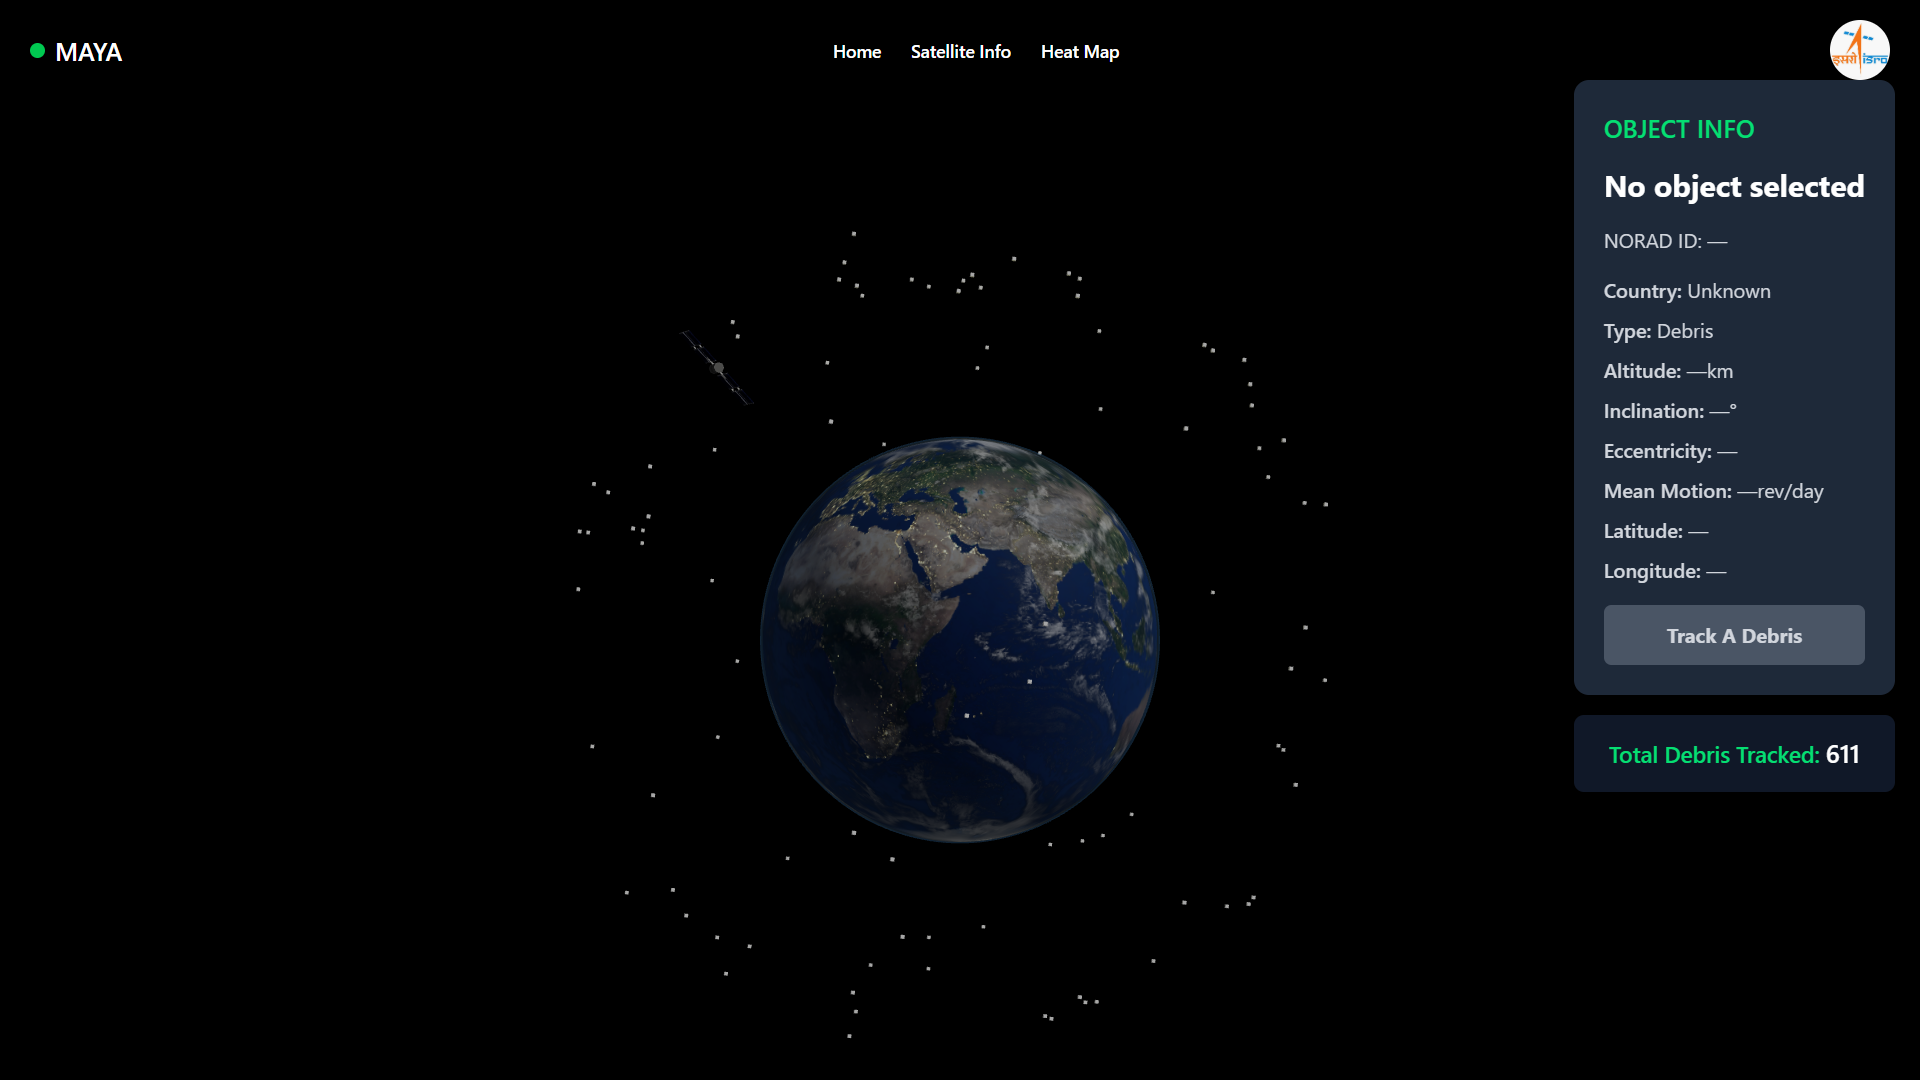 MAYA
Home
Satellite Info
Heat Map
इसरो isro
OBJECT INFO
No object selected
NORAD ID: —
Country: Unknown
Type: Debris
Altitude: —km
Inclination: —°
Eccentricity: —
Mean Motion: —rev/day
Latitude: —
Longitude: —
Track A Debris
Total Debris Tracked: 611